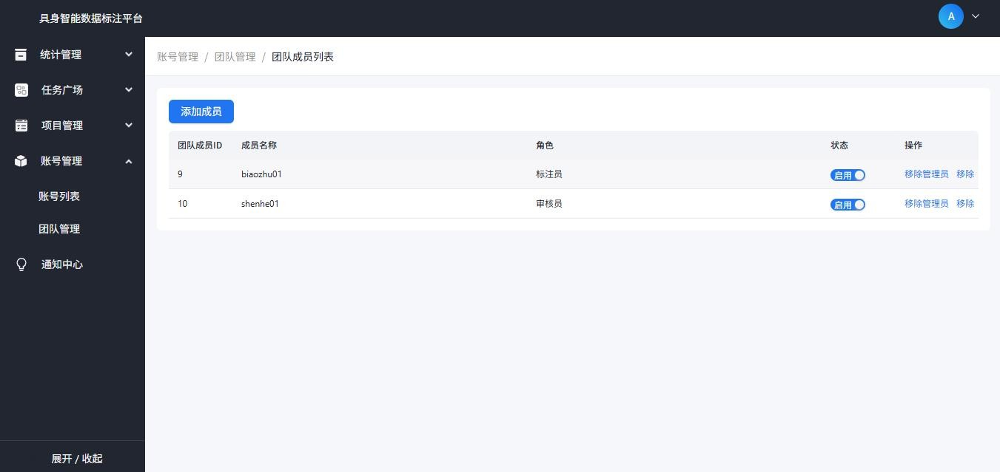 具身智能数据标注平台
A
统计管理
任务广场
项目管理
账号管理
账号列表
团队管理
通知中心
展开 / 收起
账号管理 / 团队管理 / 团队成员列表
添加成员
团队成员ID 成员名称 角色 状态 操作
9 biaozhu01 标注员 启用 移除管理员 移除
10 shenhe01 审核员 启用 移除管理员 移除